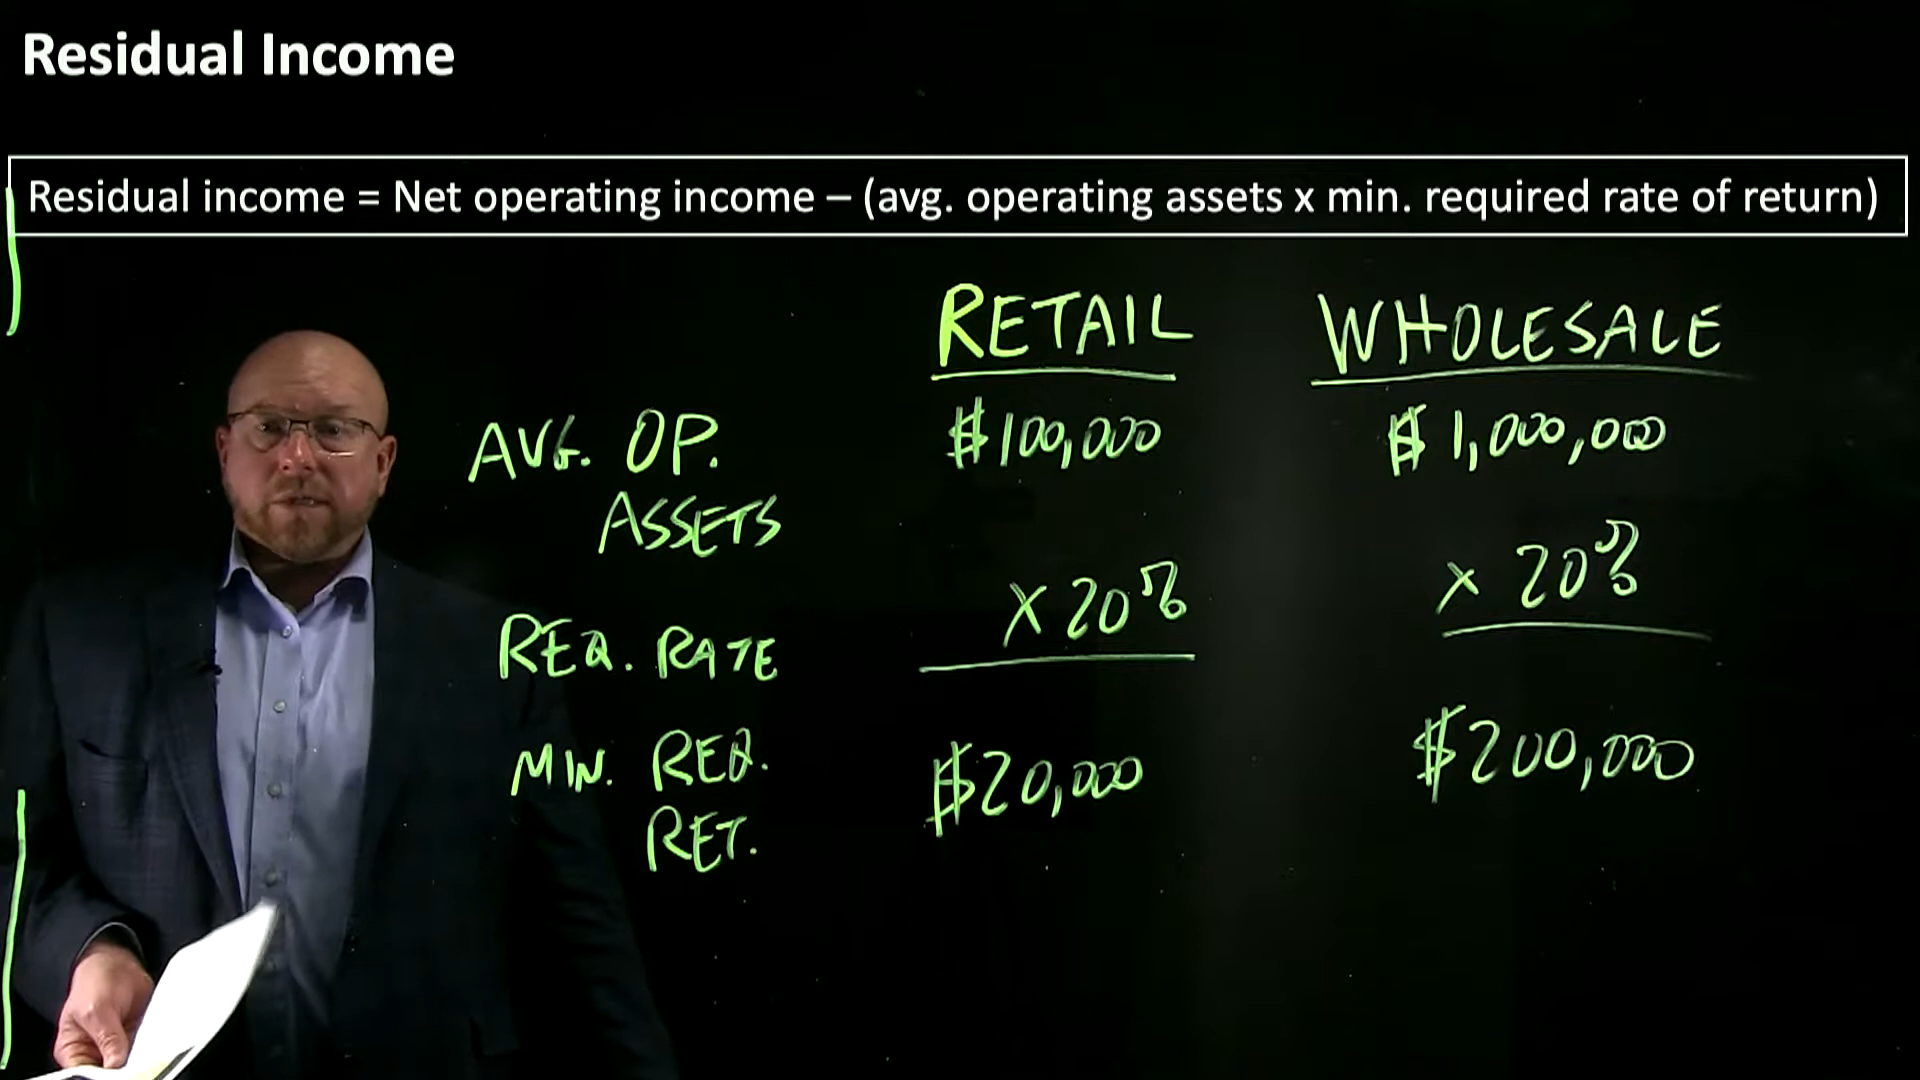 Residual Income
Residual income = Net operating income – (avg. operating assets x min. required rate of return)
RETAIL WHOLESALE
AVG. OP. $100,000 $1,000,000
ASSETS
REQ. RATE x 20% x 20%
MIN. REQ. $20,000 $200,000
RET.